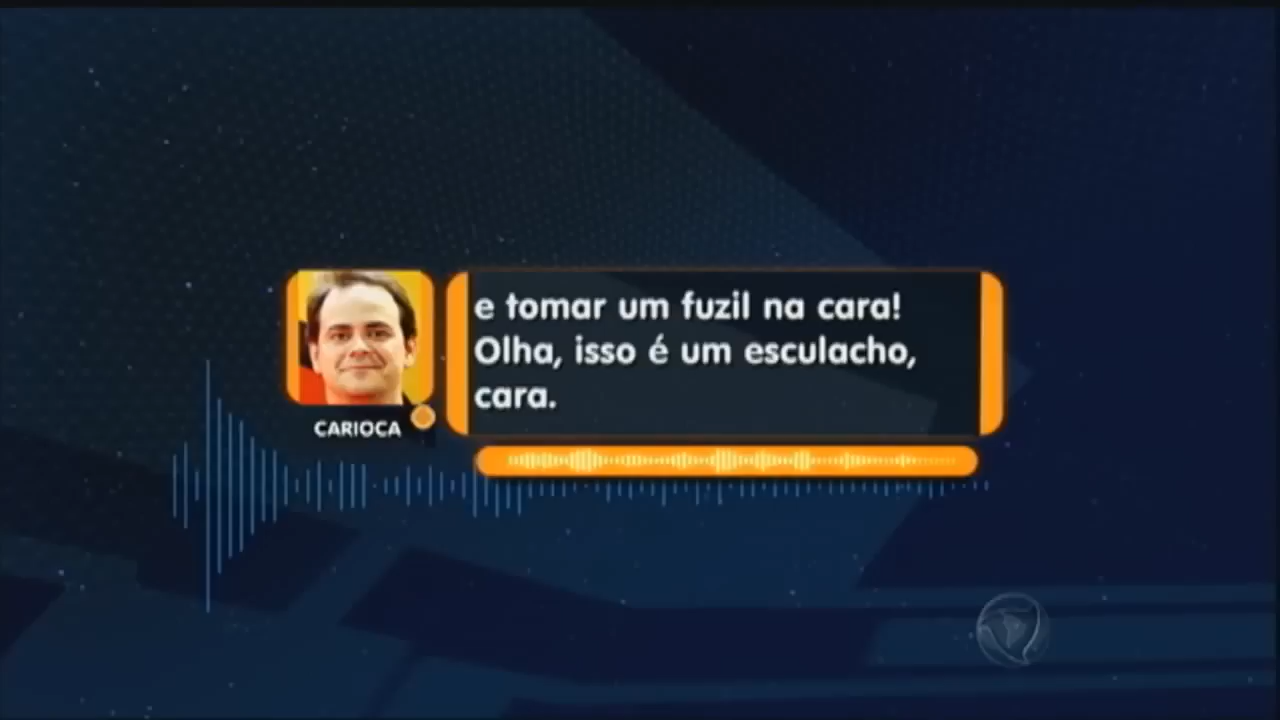 e tomar um fuzil na cara!
Olha, isso é um esculacho,
cara.
CARIOCA